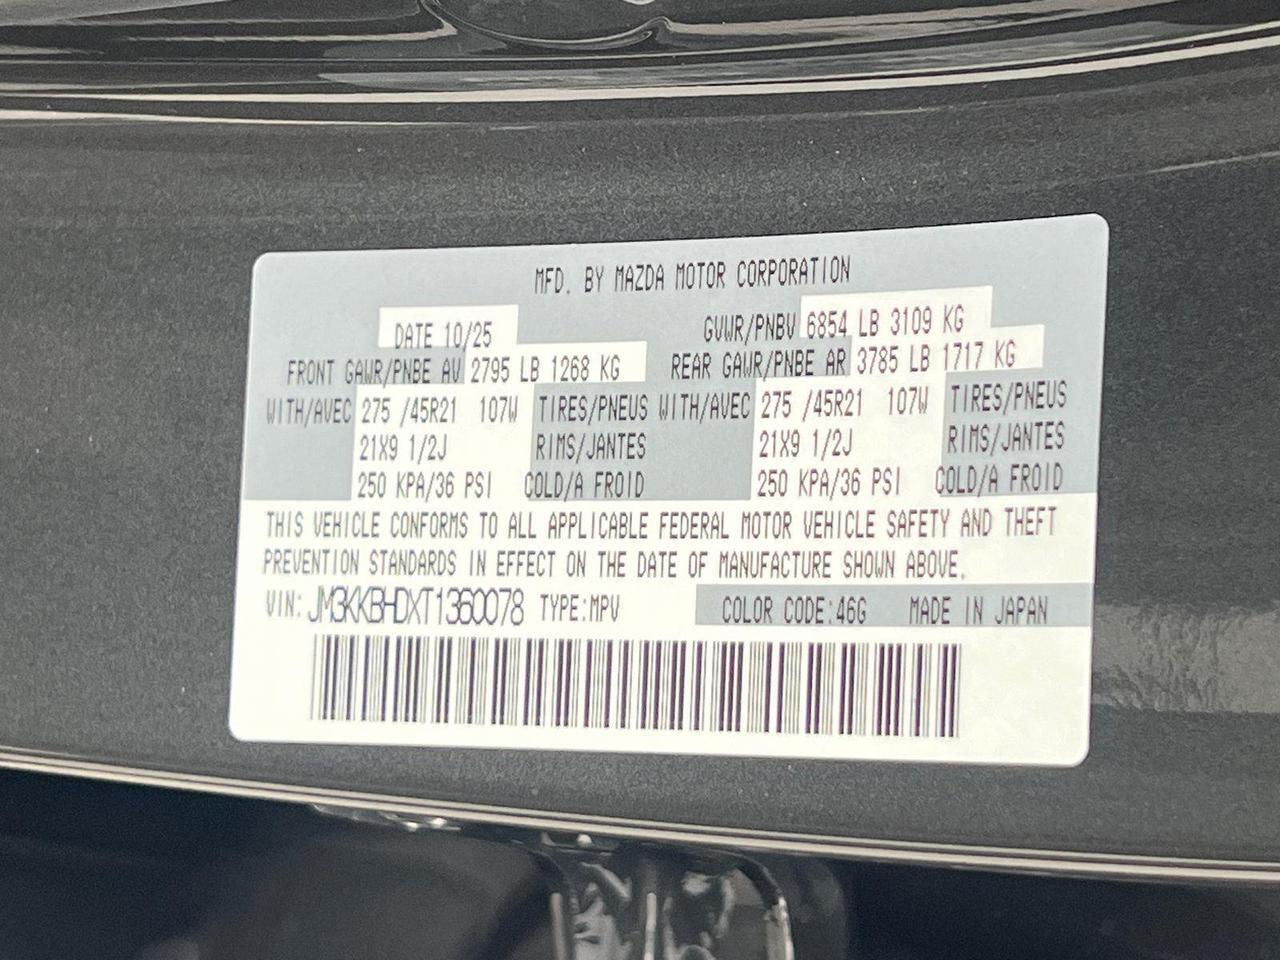 MFD. BY MAZDA MOTOR CORPORATION
DATE 10/25 GVWR/PNBV 6854 LB 3109 KG
FRONT GAWR/PNBE AV 2795 LB 1268 KG REAR GAWR/PNBE AR 3785 LB 1717 KG
WITH/AVEC 275 /45R21 107W TIRES/PNEUS WITH/AVEC 275 /45R21 107W TIRES/PNEUS
21X9 1/2J RIMS/JANTES 21X9 1/2J RIMS/JANTES
250 KPA/36 PSI COLD/A FROID 250 KPA/36 PSI COLD/A FROID
THIS VEHICLE CONFORMS TO ALL APPLICABLE FEDERAL MOTOR VEHICLE SAFETY AND THEFT
PREVENTION STANDARDS IN EFFECT ON THE DATE OF MANUFACTURE SHOWN ABOVE.
VIN: JM3KKBHDXT1360078 TYPE:MPV COLOR CODE:46G MADE IN JAPAN